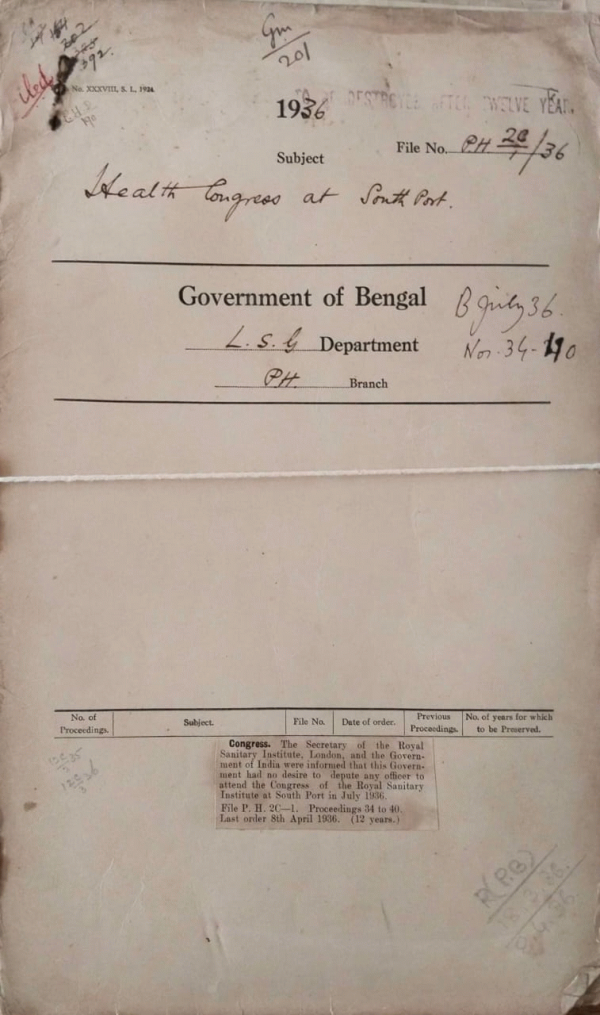 Gm
201
392.
No. XXXVIII, S. L., 1934
TO BE DESTROYED AFTER TWELVE YEAR.
1936
File No. PH 2C/1/36
Subject
Health Congress at South Port.
Government of Bengal
B July 36.
L. S. G Department
Nos. 34-40
PH. Branch
No. of Proceedings.
Subject.
File No.
Date of order.
Previous Proceedings.
No. of years for which to be Preserved.
Congress. The Secretary of the Royal
Sanitary Institute, London, and the Govern-
ment of India were informed that this Govern-
ment had no desire to depute any officer to
attend the Congress of the Royal Sanitary
Institute at South Port in July 1936.
File P. H. 2C—1. Proceedings 34 to 40.
Last order 8th April 1936. (12 years.)
R(P.B)